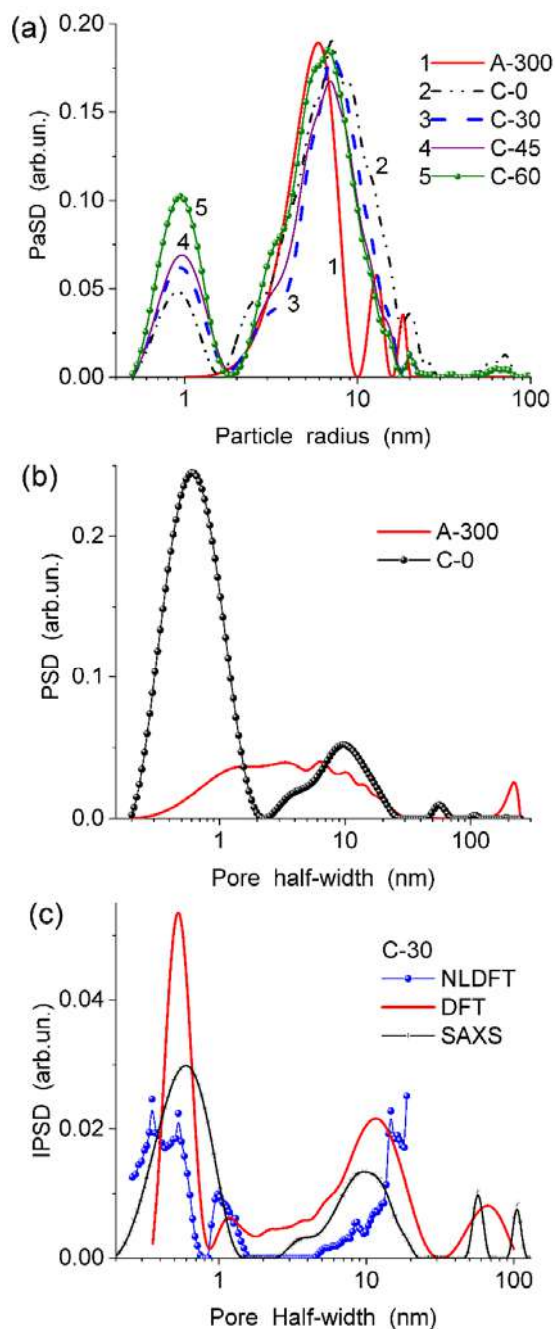 (a)
0.20
0.15
0.10
0.05
0.00
PaSD (arb.un.)
1 A-300
2 C-0
3 C-30
4 C-45
5 C-60
5
4
2
3
1
1 10 100
Particle radius (nm)
(b)
0.2
0.1
0.0
PSD (arb.un.)
A-300
C-0
1 10 100
Pore half-width (nm)
(c)
0.04
0.02
0.00
IPSD (arb.un.)
C-30
NLDFT
DFT
SAXS
1 10 100
Pore Half-width (nm)